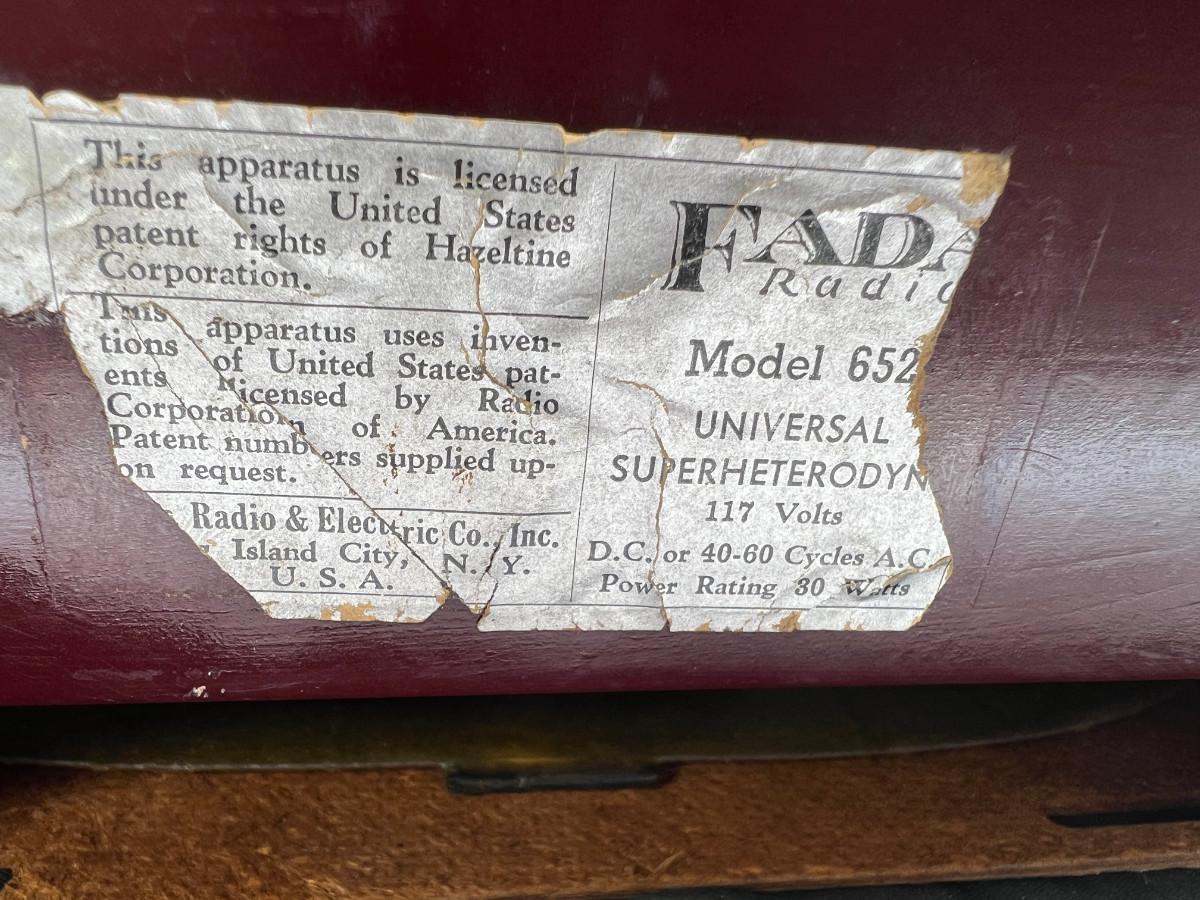 This apparatus is licensed
under the United States
patent rights of Hazeltine
Corporation.
This apparatus uses inven-
tions of United States pat-
ents licensed by Radio
Corporation of America.
Patent numbers supplied up-
on request.
Radio & Electric Co., Inc.
Island City, N. Y.
U. S. A.
FADA
Radio
Model 652
UNIVERSAL
SUPERHETERODYN
117 Volts
D.C. or 40-60 Cycles A.C.
Power Rating 30 Watts